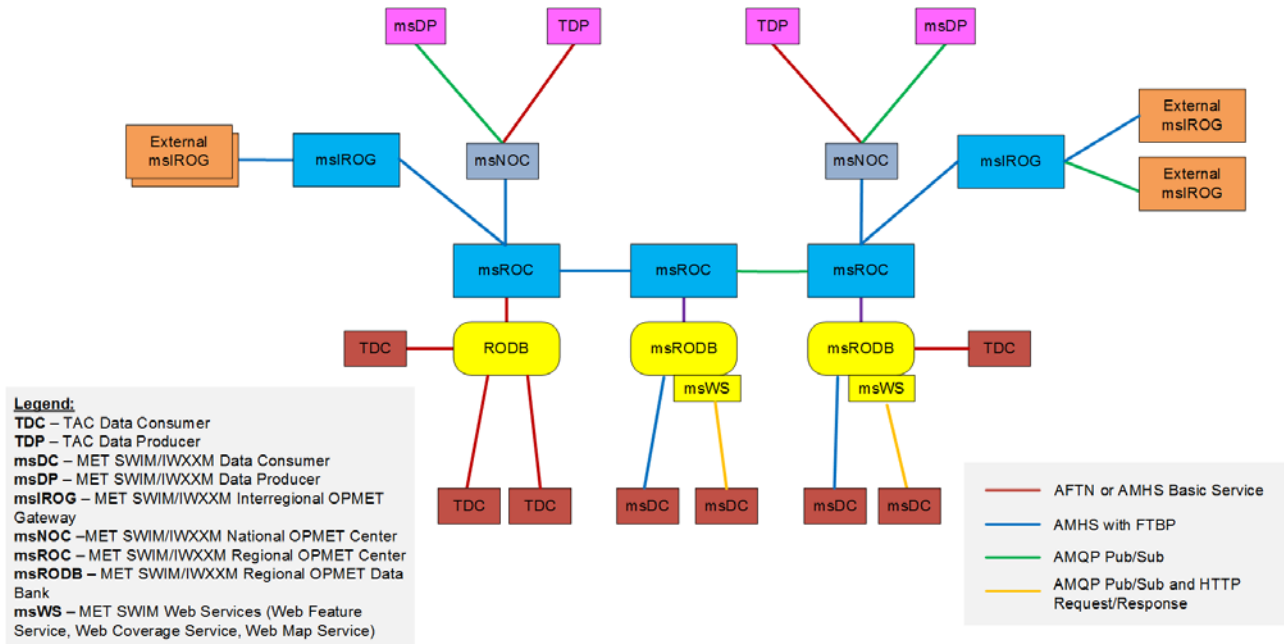 msDP
TDP
TDP
msDP
External
msIROG
msIROG
msNOC
msNOC
msIROG
External
msIROG
External
msIROG
msROC
msROC
msROC
TDC
RODB
msRODB
msWS
msRODB
msWS
TDC
TDC
TDC
msDC
msDC
msDC
msDC
Legend:
TDC – TAC Data Consumer
TDP – TAC Data Producer
msDC – MET SWIM/IWXXM Data Consumer
msDP – MET SWIM/IWXXM Data Producer
msIROG – MET SWIM/IWXXM Interregional OPMET
Gateway
msNOC –MET SWIM/IWXXM National OPMET Center
msROC – MET SWIM/IWXXM Regional OPMET Center
msRODB – MET SWIM/IWXXM Regional OPMET Data
Bank
msWS – MET SWIM Web Services (Web Feature
Service, Web Coverage Service, Web Map Service)
AFTN or AMHS Basic Service
AMHS with FTBP
AMQP Pub/Sub
AMQP Pub/Sub and HTTP
Request/Response